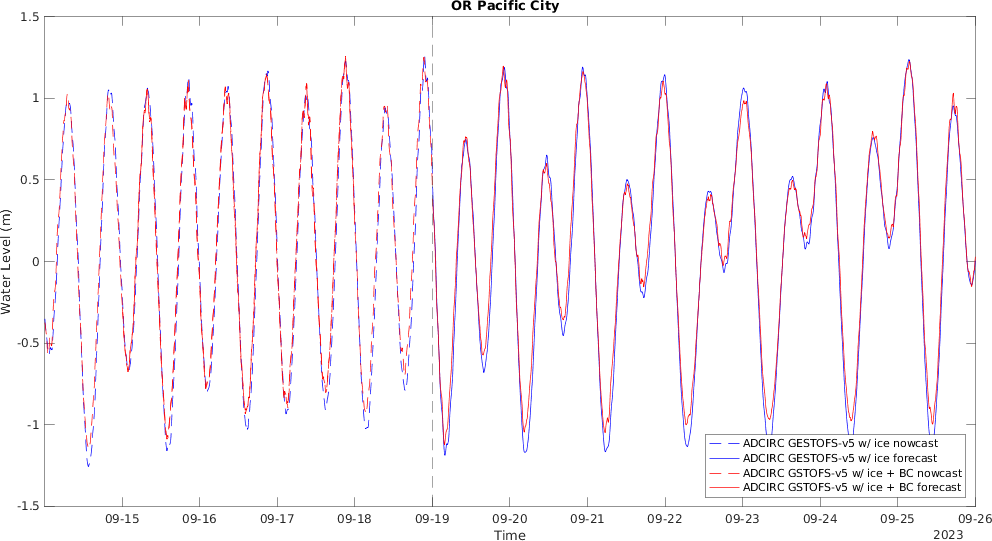 OR Pacific City
1.5
1
0.5
0
-0.5
-1
-1.5
Water Level (m)
09-15 09-16 09-17 09-18 09-19 09-20 09-21 09-22 09-23 09-24 09-25 09-26
Time
2023
ADCIRC GESTOFS-v5 w/ ice nowcast
ADCIRC GESTOFS-v5 w/ ice forecast
ADCIRC GSTOFS-v5 w/ ice + BC nowcast
ADCIRC GSTOFS-v5 w/ ice + BC forecast